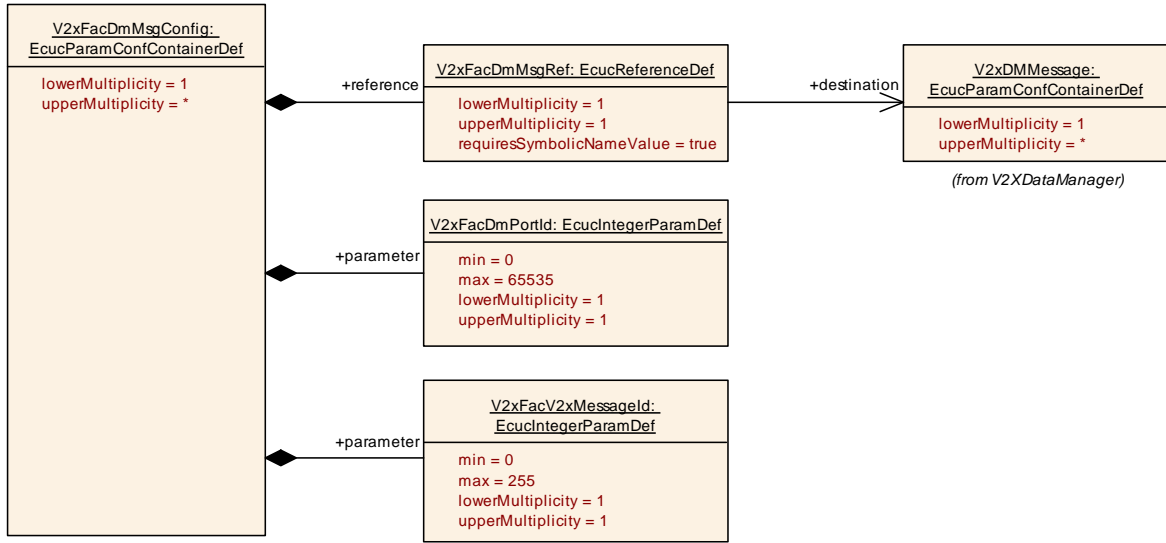 V2xFacDmMsgConfig:
EcucParamConfContainerDef
lowerMultiplicity = 1
upperMultiplicity = *
+reference
V2xFacDmMsgRef: EcucReferenceDef
lowerMultiplicity = 1
upperMultiplicity = 1
requiresSymbolicNameValue = true
+destination
V2xDMMessage:
EcucParamConfContainerDef
lowerMultiplicity = 1
upperMultiplicity = *
(from V2XDataManager)
+parameter
V2xFacDmPortId: EcucIntegerParamDef
min = 0
max = 65535
lowerMultiplicity = 1
upperMultiplicity = 1
+parameter
V2xFacV2xMessageId:
EcucIntegerParamDef
min = 0
max = 255
lowerMultiplicity = 1
upperMultiplicity = 1